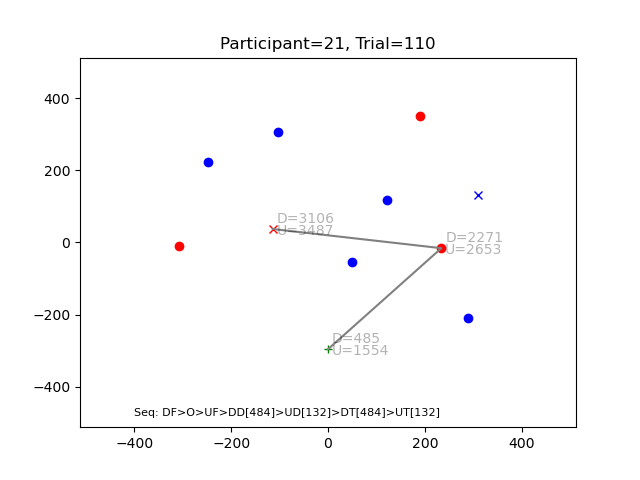 Participant=21, Trial=110
400
200
0
−200
−400
D=3106
U=3487
D=2271
U=2653
D=485
U=1554
Seq: DF>O>UF>DD[484]>UD[132]>DT[484]>UT[132]
−400
−200
0
200
400